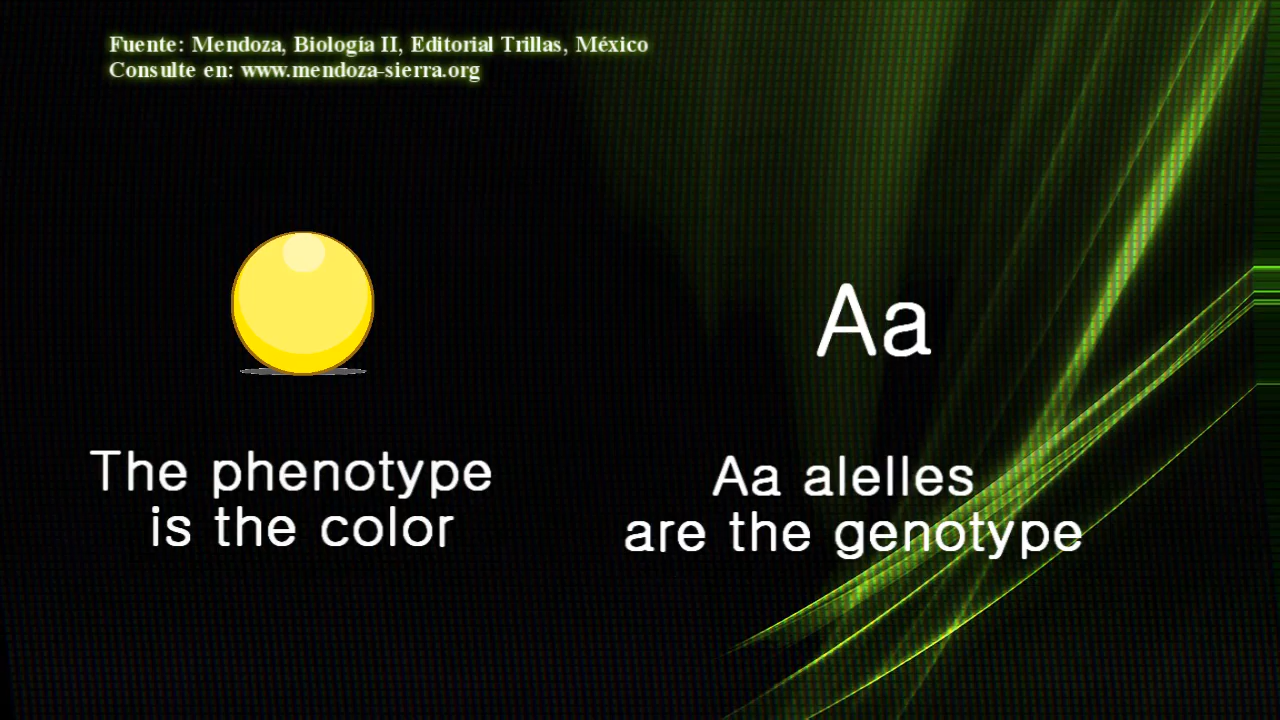 Fuente: Mendoza, Biología II, Editorial Trillas, México
Consulte en: www.mendoza-sierra.org
Aa
The phenotype
is the color
Aa alelles
are the genotype